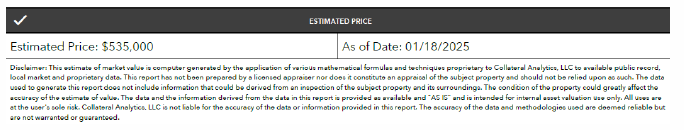 ESTIMATED PRICE
Estimated Price: $535,000
As of Date: 01/18/2025
Disclaimer: This estimate of market value is computer generated by the application of various mathematical formulas and techniques proprietary to Collateral Analytics, LLC to available public record,
local market and proprietary data. This report has not been prepared by a licensed appraiser nor does it constitute an appraisal of the subject property and should not be relied upon as such. The data
used to generate this report does not include information that could be derived from an inspection of the subject property and its surroundings. The condition of the property could greatly affect the
accuracy of the estimate of value. The data and the information derived from the data in this report is provided as available and "AS IS" and is intended for internal asset valuation use only. All uses are
at the user's sole risk. Collateral Analytics, LLC is not liable for the accuracy of the data or information provided in this report. The accuracy of the data and methodologies used are deemed reliable but
are not warranted or guaranteed.